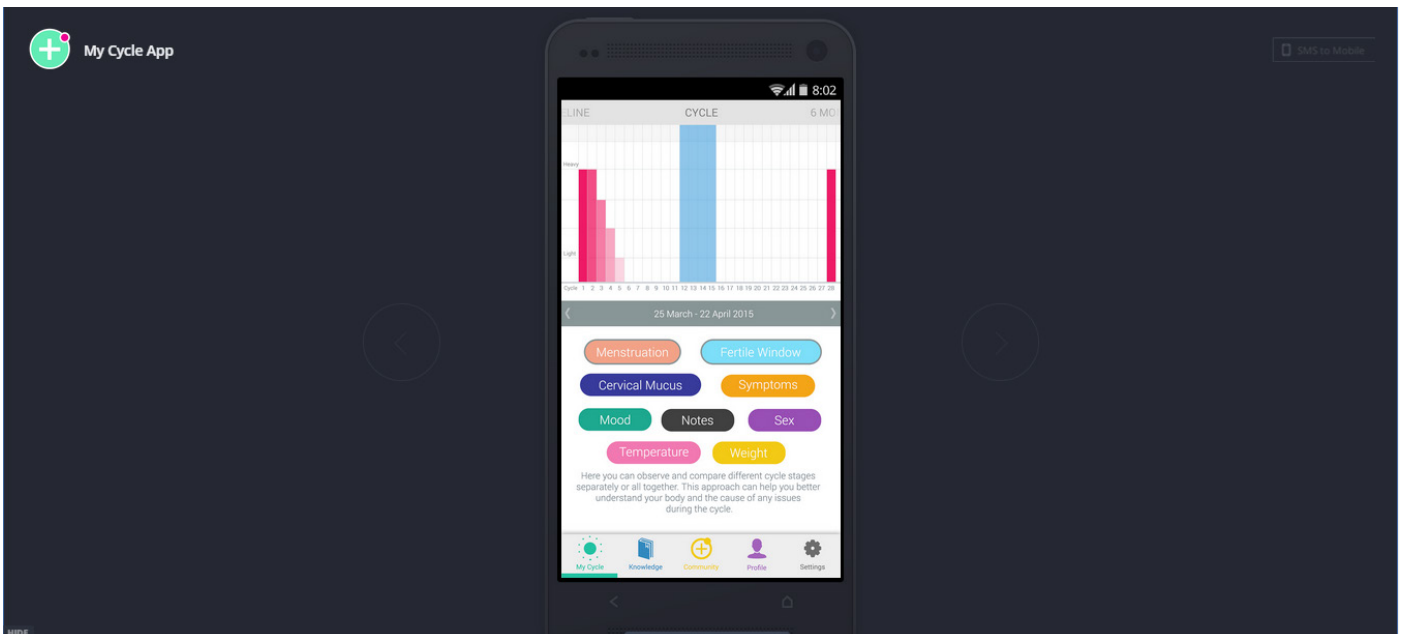 My Cycle App
SMS to Mobile
8:02
ELINE CYCLE 6 MO
Heavy
Light
Cycle 1 2 3 4 5 6 7 8 9 10 11 12 13 14 15 16 17 18 19 20 21 22 23 24 25 26 27 28
25 March - 22 April 2015
Menstruation Fertile Window
Cervical Mucus Symptoms
Mood Notes Sex
Temperature Weight
Here you can observe and compare different cycle stages
separately or all together. This approach can help you better
understand your body and the cause of any issues
during the cycle.
My Cycle Knowledge Community Profile Settings
HIDE